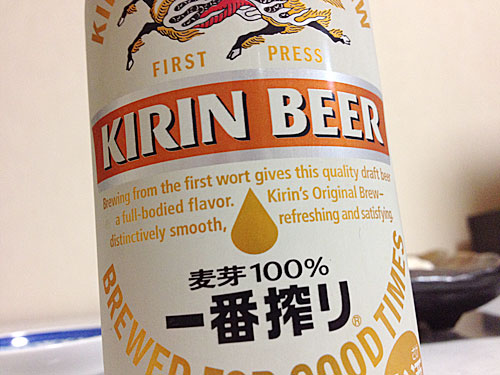 FIRST PRESS
KIRIN BEER
Brewing from the first wort gives this quality draft beer
a full-bodied flavor. Kirin's Original Brew–
distinctively smooth, refreshing and satisfying.
麦芽100%
一番搾り®
BREWED FOR GOOD TIMES